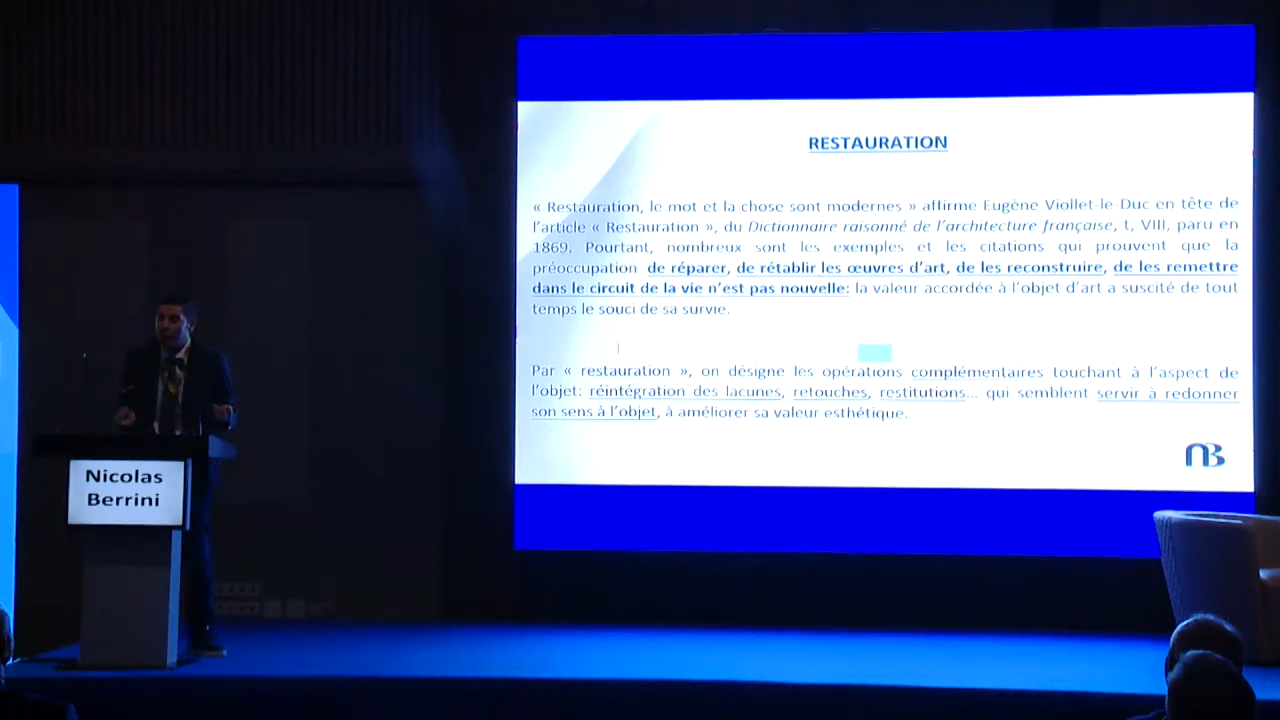 RESTAURATION
« Restauration, le mot et la chose sont modernes » affirme Eugène Viollet-le-Duc en tête de
l'article « Restauration », du Dictionnaire raisonné de l'architecture française, t, VIII, paru en
1869. Pourtant, nombreux sont les exemples et les citations qui prouvent que la
préoccupation de réparer, de rétablir les œuvres d'art, de les reconstruire, de les remettre
dans le circuit de la vie n'est pas nouvelle: la valeur accordée à l'objet d'art a suscité de tout
temps le souci de sa survie.
Par « restauration », on désigne les opérations complémentaires touchant à l'aspect de
l'objet: réintégration des lacunes, retouches, restitutions... qui semblent servir à redonner
son sens à l'objet, à améliorer sa valeur esthétique.
NB
Nicolas
Berrini